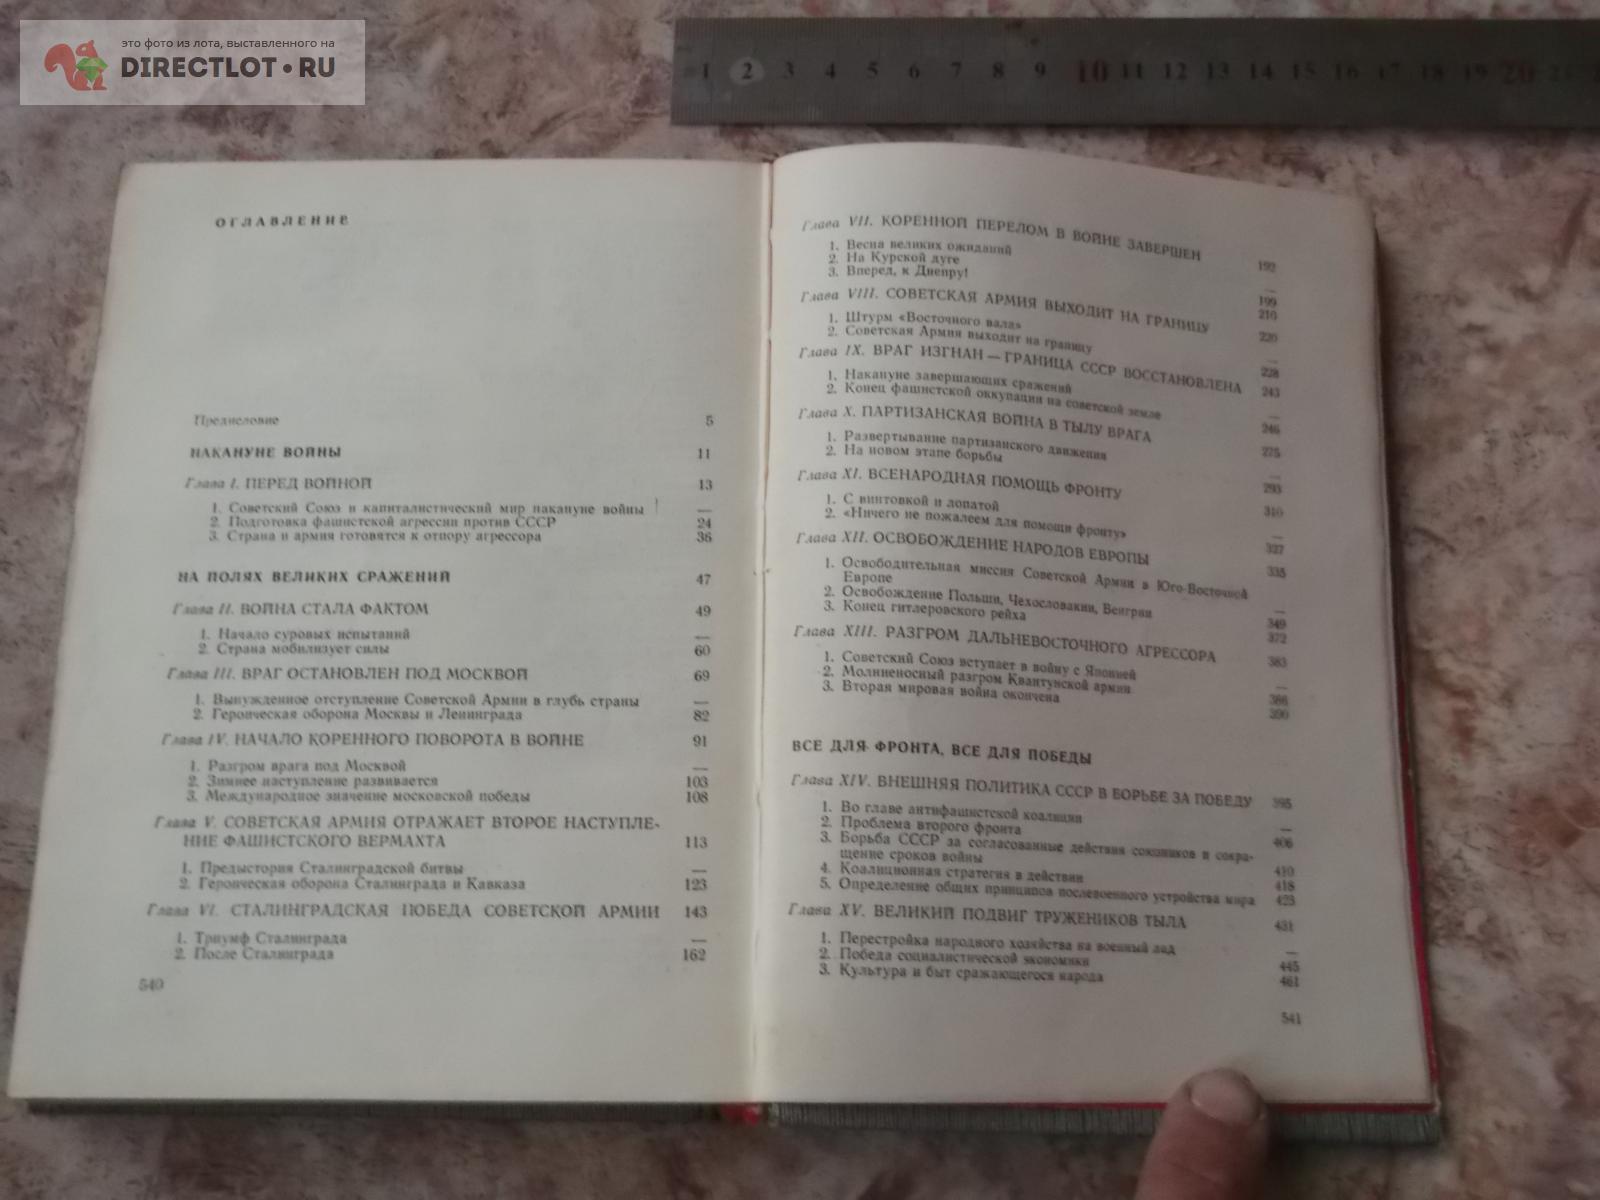 это фото из лота, выставленного на
DIRECTLOT•RU
1 2 3 4 5 6 7 8 9 10 11 12 13 14 15 16 17 18 19 20 21
ОГЛАВЛЕНИЕ
Предисловие 5
НАКАНУНЕ ВОЙНЫ 11
Глава I. ПЕРЕД ВОЙНОЙ 13
1. Советский Союз и капиталистический мир накануне войны —
2. Подготовка фашистской агрессии против СССР 24
3. Страна и армия готовятся к отпору агрессора 36
НА ПОЛЯХ ВЕЛИКИХ СРАЖЕНИЙ 47
Глава II. ВОЙНА СТАЛА ФАКТОМ 49
1. Начало суровых испытаний —
2. Страна мобилизует силы 60
Глава III. ВРАГ ОСТАНОВЛЕН ПОД МОСКВОЙ 69
1. Вынужденное отступление Советской Армии в глубь страны —
2. Героическая оборона Москвы и Ленинграда 82
Глава IV. НАЧАЛО КОРЕННОГО ПОВОРОТА В ВОЙНЕ 91
1. Разгром врага под Москвой —
2. Зимнее наступление развивается 103
3. Международное значение московской победы 108
Глава V. СОВЕТСКАЯ АРМИЯ ОТРАЖАЕТ ВТОРОЕ НАСТУПЛЕ-
НИЕ ФАШИСТСКОГО ВЕРМАХТА 113
1. Предыстория Сталинградской битвы —
2. Героическая оборона Сталинграда и Кавказа 123
Глава VI. СТАЛИНГРАДСКАЯ ПОБЕДА СОВЕТСКОЙ АРМИИ 143
1. Триумф Сталинграда —
2. После Сталинграда 162
540
Глава VII. КОРЕННОЙ ПЕРЕЛОМ В ВОЙНЕ ЗАВЕРШЕН 192
1. Весна великих ожиданий —
2. На Курской дуге 199
3. Вперед, к Днепру! 210
Глава VIII. СОВЕТСКАЯ АРМИЯ ВЫХОДИТ НА ГРАНИЦУ 220
1. Штурм «Восточного вала» —
2. Советская Армия выходит на границу 228
Глава IX. ВРАГ ИЗГНАН — ГРАНИЦА СССР ВОССТАНОВЛЕНА 243
1. Накануне завершающих сражений —
2. Конец фашистской оккупации на советской земле 246
Глава X. ПАРТИЗАНСКАЯ ВОЙНА В ТЫЛУ ВРАГА 275
1. Развертывание партизанского движения —
2. На новом этапе борьбы 293
Глава XI. ВСЕНАРОДНАЯ ПОМОЩЬ ФРОНТУ 310
1. С винтовкой и лопатой —
2. «Ничего не пожалеем для помощи фронту» 327
Глава XII. ОСВОБОЖДЕНИЕ НАРОДОВ ЕВРОПЫ 335
1. Освободительная миссия Советской Армии в Юго-Восточной
Европе —
2. Освобождение Польши, Чехословакии, Венгрии 349
3. Конец гитлеровского рейха 372
Глава XIII. РАЗГРОМ ДАЛЬНЕВОСТОЧНОГО АГРЕССОРА 383
1. Советский Союз вступает в войну с Японией —
2. Молниеносный разгром Квантунской армии 386
3. Вторая мировая война окончена 390
ВСЕ ДЛЯ ФРОНТА, ВСЕ ДЛЯ ПОБЕДЫ
Глава XIV. ВНЕШНЯЯ ПОЛИТИКА СССР В БОРЬБЕ ЗА ПОБЕДУ 395
1. Во главе антифашистской коалиции —
2. Проблема второго фронта 406
3. Борьба СССР за согласованные действия союзников и сокра-
щение сроков войны 410
4. Коалиционная стратегия в действии 418
5. Определение общих принципов послевоенного устройства мира 423
Глава XV. ВЕЛИКИЙ ПОДВИГ ТРУЖЕНИКОВ ТЫЛА 431
1. Перестройка народного хозяйства на военный лад —
2. Победа социалистической экономики 445
3. Культура и быт сражающегося народа 461
541